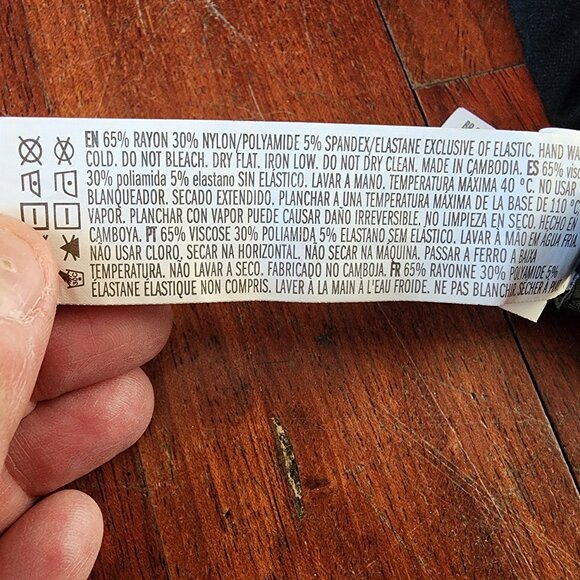 EN 65% RAYON 30% NYLON/POLYAMIDE 5% SPANDEX/ELASTANE EXCLUSIVE OF ELASTIC. HAND
COLD. DO NOT BLEACH. DRY FLAT. IRON LOW. DO NOT DRY CLEAN. MADE IN CAMBODIA. ES 65%
30% poliamida 5% elastano SIN ELÁSTICO. LAVAR A MANO, TEMPERATURA MÁXIMA 40 °C. NO USAR
BLANQUEADOR. SECADO EXTENDIDO. PLANCHAR A UNA TEMPERATURA MÁXIMA DE LA BASE DE 110 °C
VAPOR. PLANCHAR CON VAPOR PUEDE CAUSAR DAÑO IRREVERSIBLE. NO LIMPIEZA EN SECO. HECHO EN
CAMBOYA. PT 65% VISCOSE 30% POLIAMIDA 5% ELASTANO SEM ELÁSTICO. LAVAR À MÃO EM AGUA FRIA.
NÃO USAR CLORO. SECAR NA HORIZONTAL. NÃO SECAR NA MAQUINA. PASSAR A FERRO A BAIXA
TEMPERATURA. NÃO LAVAR A SECO. FABRICADO NO CAMBOJA. FR 65% RAYONNE 30% POLYAMIDE 5%
ÉLASTANE ÉLASTIQUE NON COMPRIS. LAVER À LA MAIN À L'EAU FROIDE. NE PAS BLANCHIR. SÉCHER À